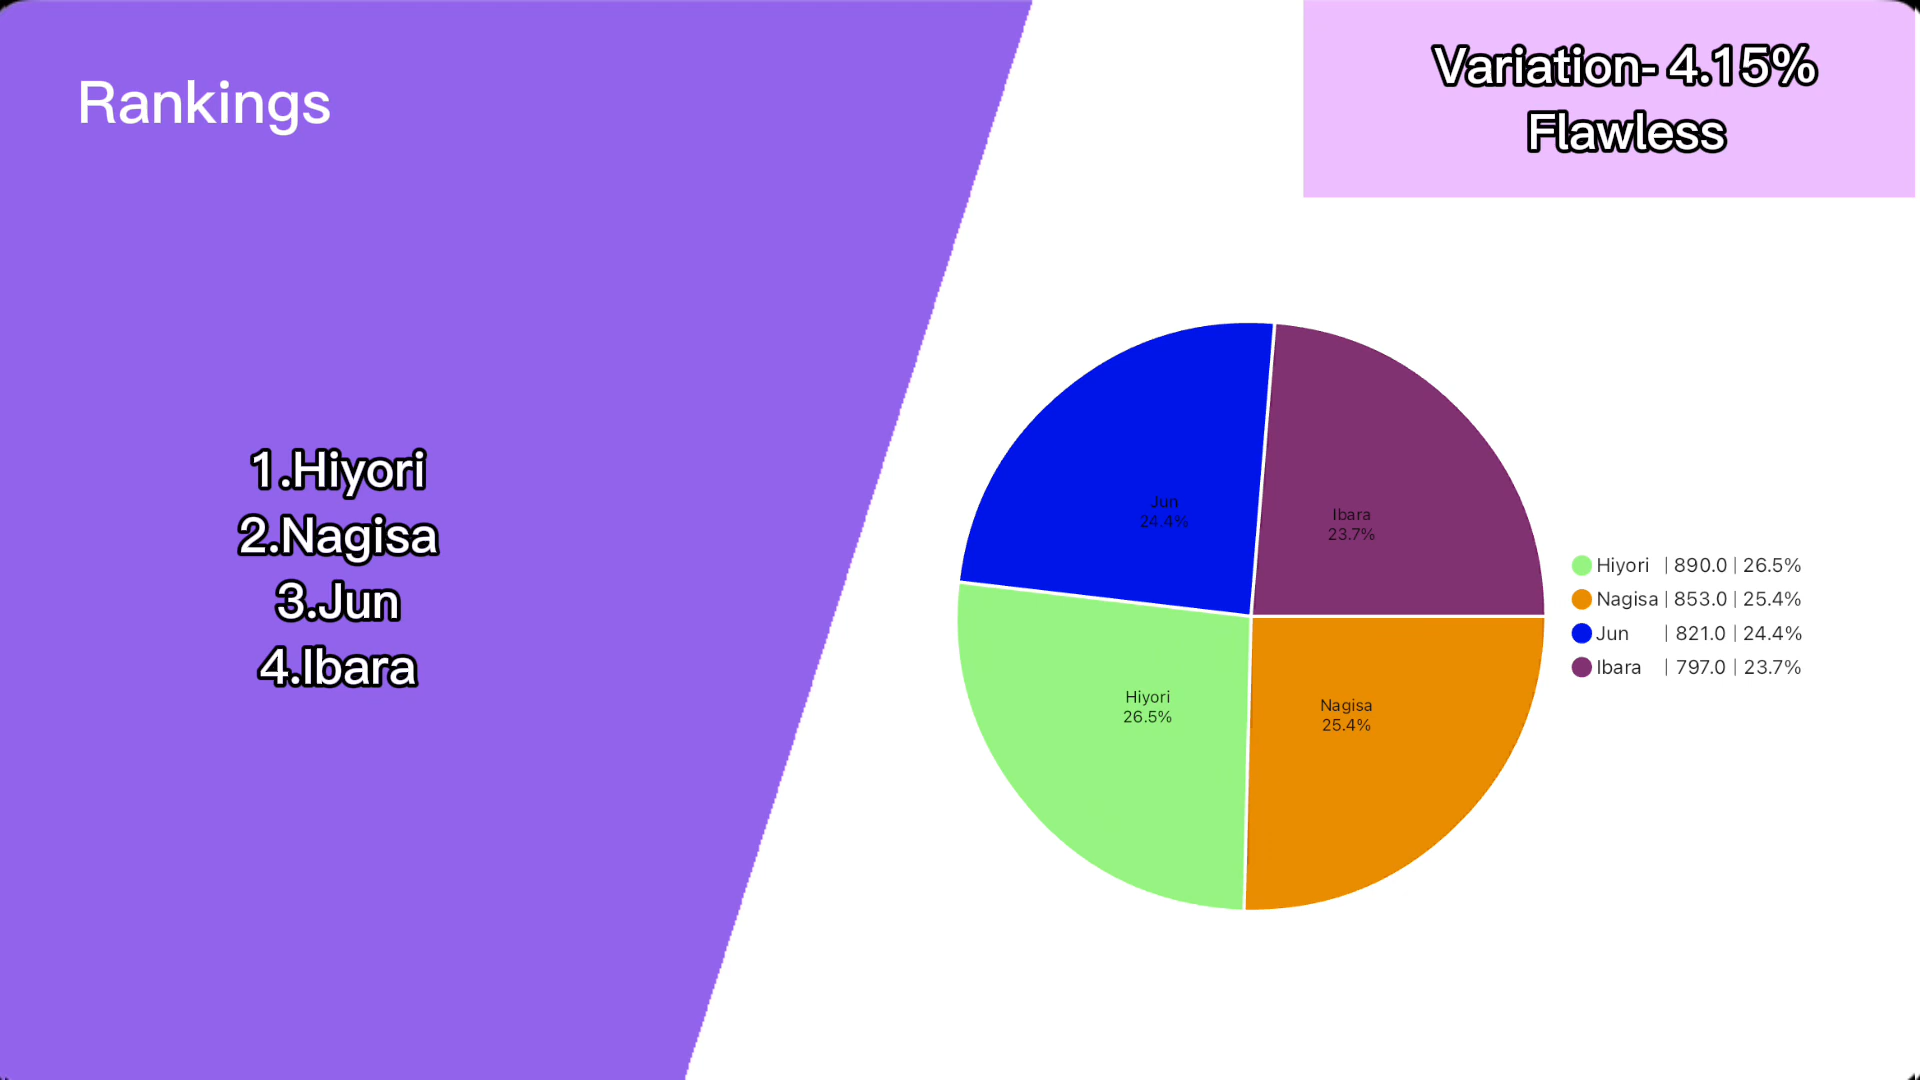 Rankings
Variation- 4.15%
Flawless
1.Hiyori
2.Nagisa
3.Jun
4.Ibara
Jun
24.4%
Ibara
23.7%
Hiyori
26.5%
Nagisa
25.4%
Hiyori | 890.0 | 26.5%
Nagisa | 853.0 | 25.4%
Jun | 821.0 | 24.4%
Ibara | 797.0 | 23.7%